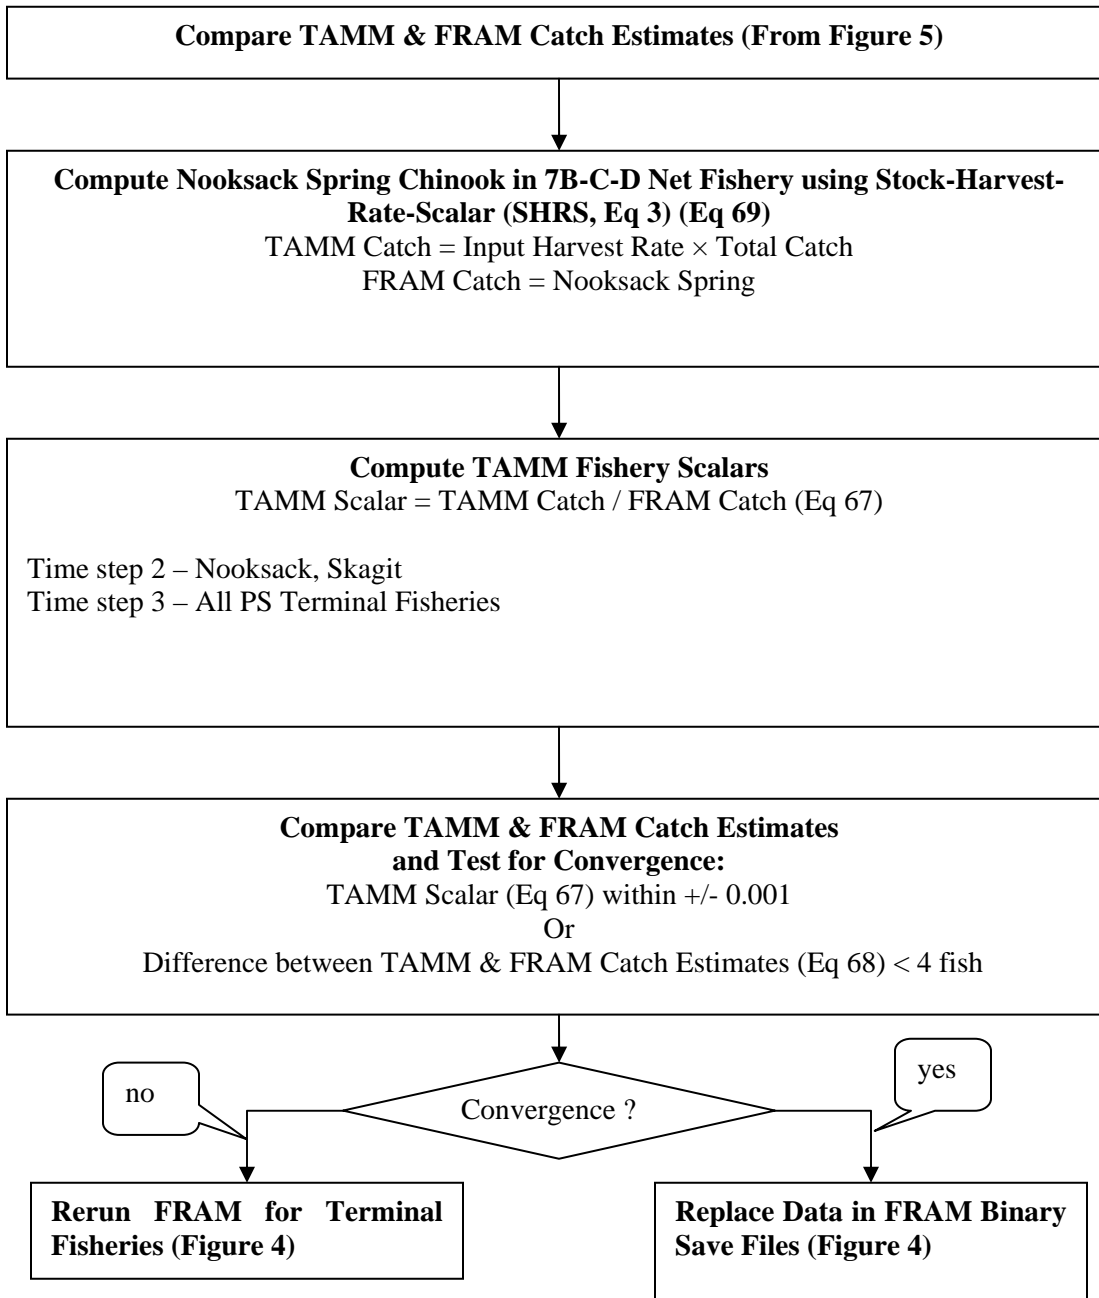 Compare TAMM & FRAM Catch Estimates (From Figure 5)
Compute Nooksack Spring Chinook in 7B-C-D Net Fishery using Stock-Harvest-
Rate-Scalar (SHRS, Eq 3) (Eq 69)
TAMM Catch = Input Harvest Rate × Total Catch
FRAM Catch = Nooksack Spring
Compute TAMM Fishery Scalars
TAMM Scalar = TAMM Catch / FRAM Catch (Eq 67)
Time step 2 – Nooksack, Skagit
Time step 3 – All PS Terminal Fisheries
Compare TAMM & FRAM Catch Estimates
and Test for Convergence:
TAMM Scalar (Eq 67) within +/- 0.001
Or
Difference between TAMM & FRAM Catch Estimates (Eq 68) < 4 fish
no
yes
Convergence ?
Rerun FRAM for Terminal
Fisheries (Figure 4)
Replace Data in FRAM Binary
Save Files (Figure 4)